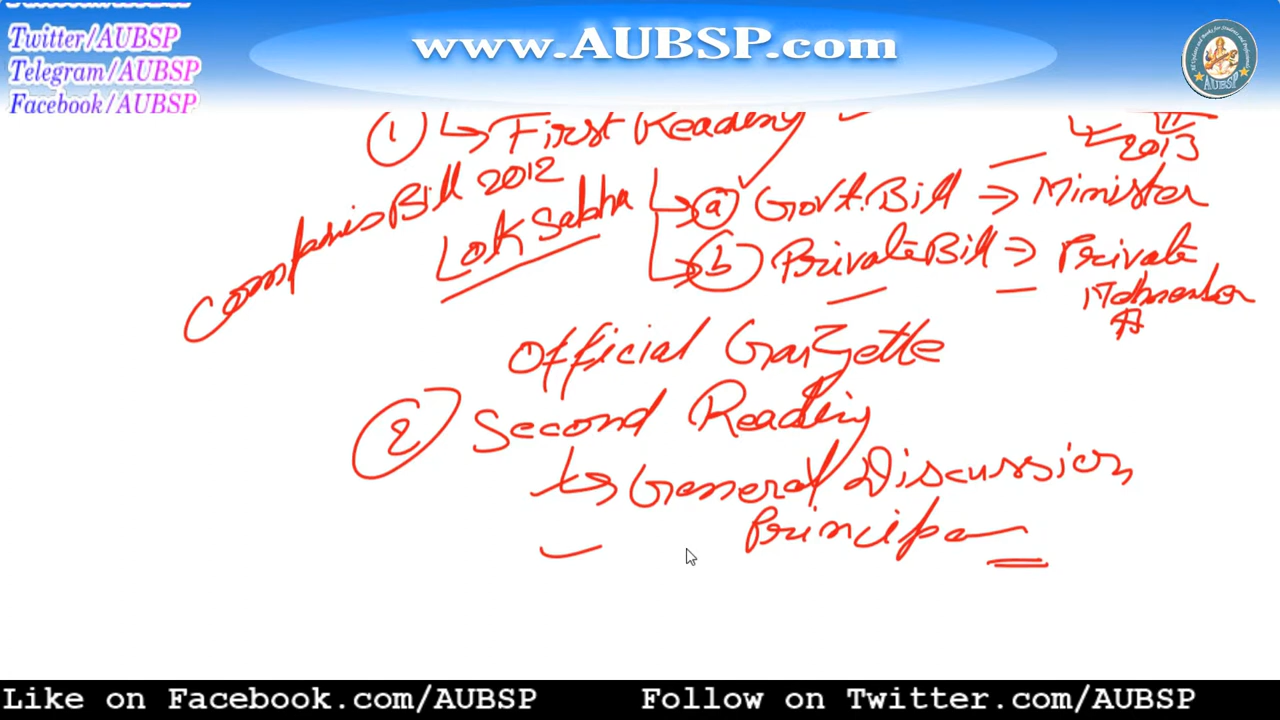 Twitter/AUBSP
Telegram/AUBSP
Facebook/AUBSP
www.AUBSP.com
AUBSP
1 First Reading
2013
Companies Bill 2012
Lok Sabha
a Govt. Bill ⇒ Minister
b Private Bill ⇒ Private
Official Gazette
2 Second Reading
General Discussion
Like on Facebook.com/AUBSP
Follow on Twitter.com/AUBSP